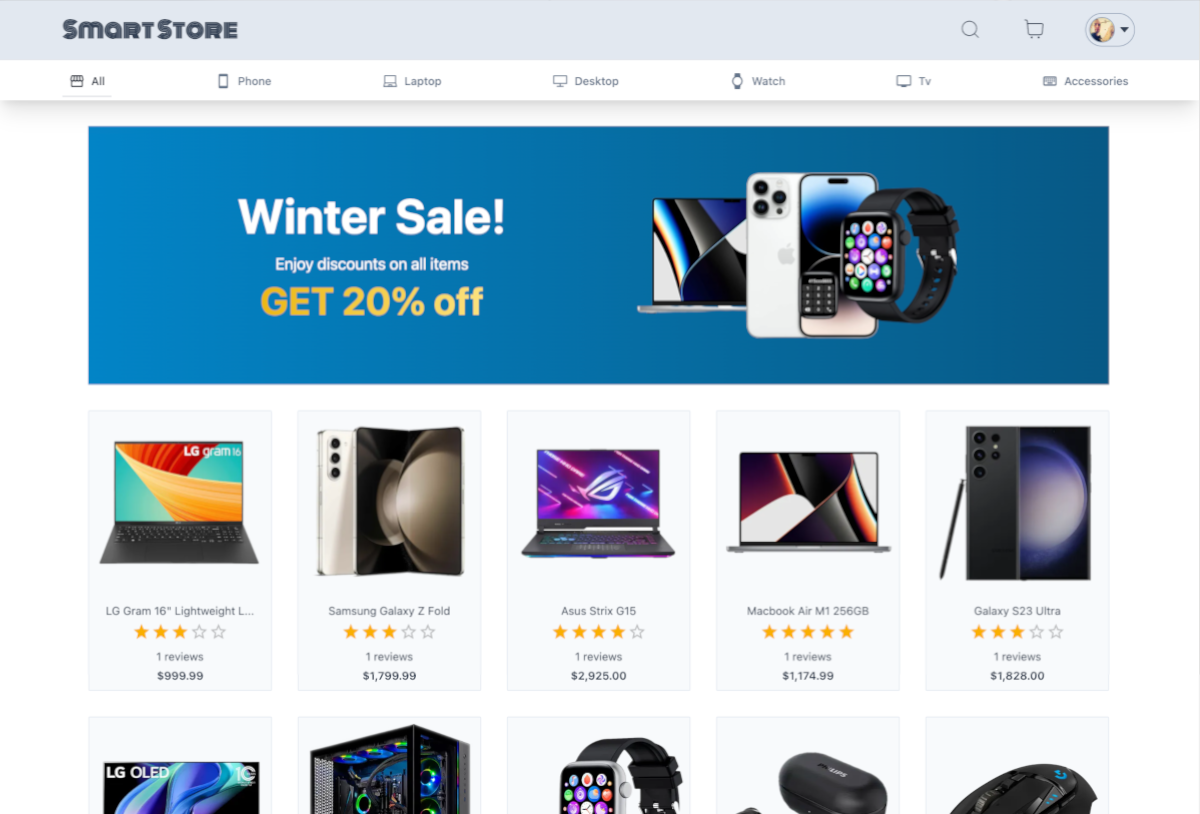 SMARTSTORE
All
Phone
Laptop
Desktop
Watch
Tv
Accessories
Winter Sale!
Enjoy discounts on all items
GET 20% off
LG gram 16
LG Gram 16" Lightweight L...
1 reviews
$999.99
Samsung Galaxy Z Fold
1 reviews
$1,799.99
Asus Strix G15
1 reviews
$2,925.00
Macbook Air M1 256GB
1 reviews
$1,174.99
Galaxy S23 Ultra
1 reviews
$1,828.00
LG OLED
PHILIPS